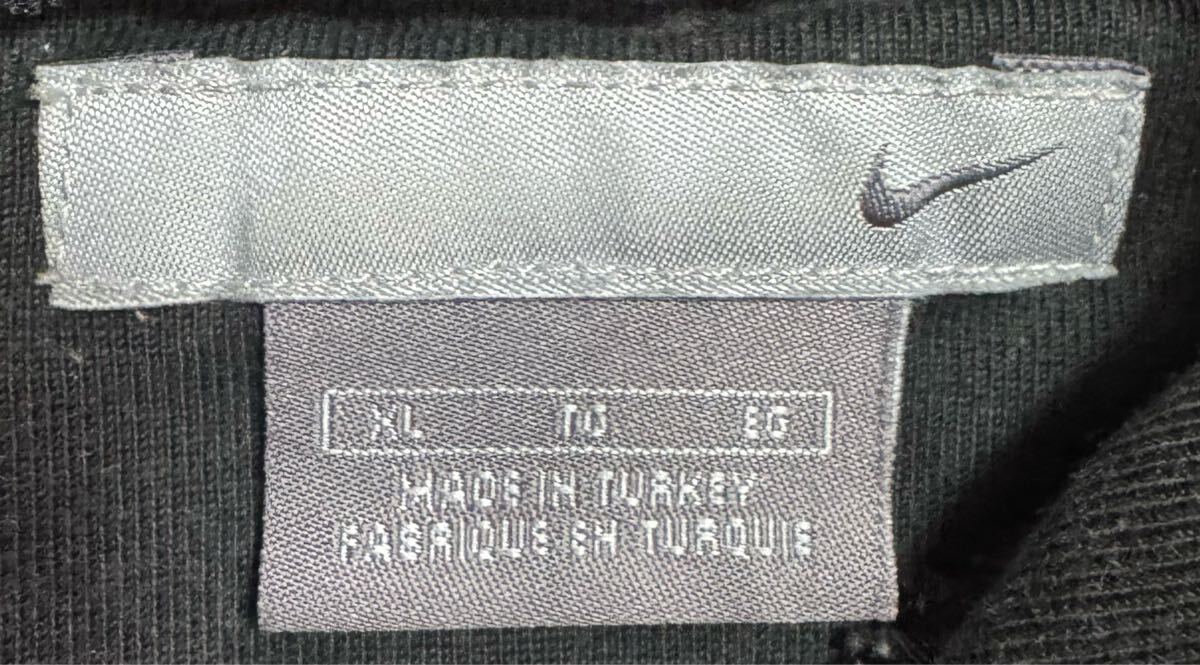 XL TG EG
MADE IN TURKEY
FABRIQUE EN TURQUIE